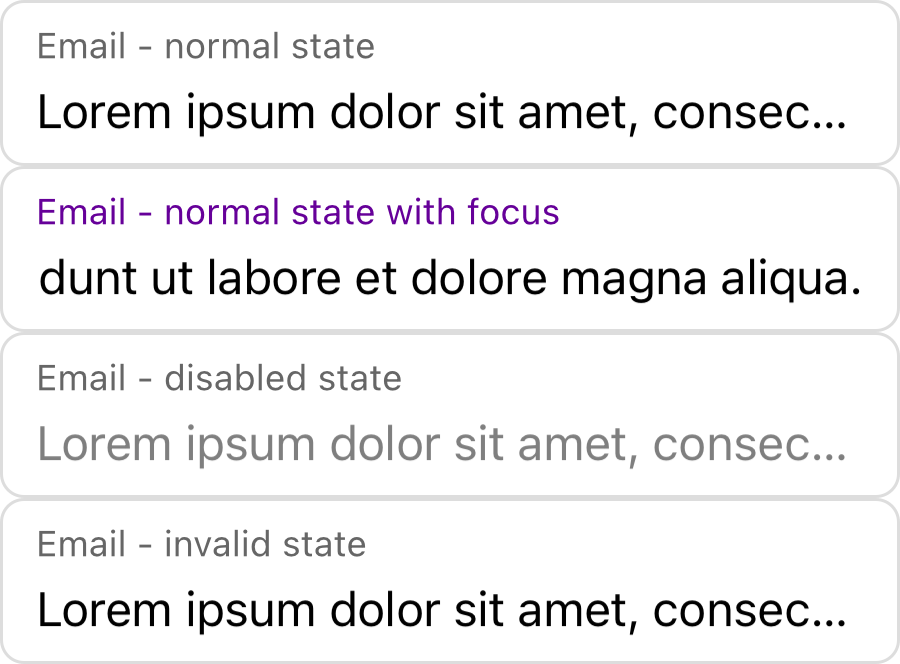 Email - normal state
Lorem ipsum dolor sit amet, consec...
Email - normal state with focus
dunt ut labore et dolore magna aliqua.
Email - disabled state
Lorem ipsum dolor sit amet, consec...
Email - invalid state
Lorem ipsum dolor sit amet, consec...